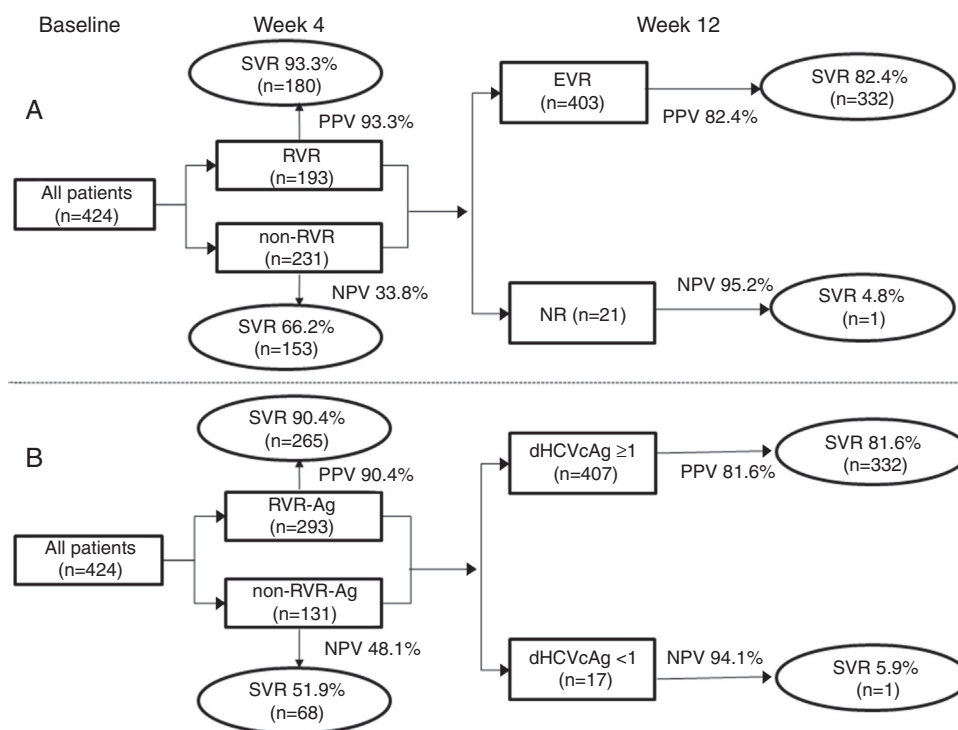 Baseline
Week 4
Week 12
A
SVR 93.3%
(n=180)
PPV 93.3%
RVR
(n=193)
All patients
(n=424)
non-RVR
(n=231)
NPV 33.8%
SVR 66.2%
(n=153)
EVR
(n=403)
PPV 82.4%
SVR 82.4%
(n=332)
NR (n=21)
NPV 95.2%
SVR 4.8%
(n=1)
B
SVR 90.4%
(n=265)
PPV 90.4%
RVR-Ag
(n=293)
All patients
(n=424)
non-RVR-Ag
(n=131)
NPV 48.1%
SVR 51.9%
(n=68)
dHCVcAg ≥1
(n=407)
PPV 81.6%
SVR 81.6%
(n=332)
dHCVcAg <1
(n=17)
NPV 94.1%
SVR 5.9%
(n=1)